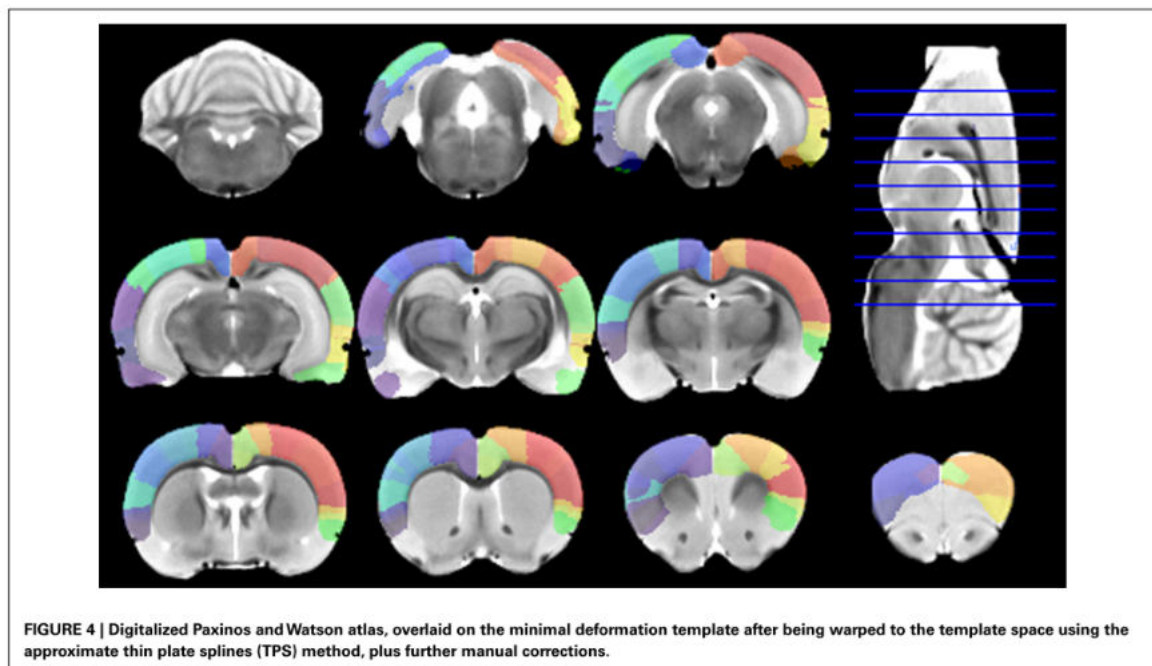 FIGURE 4 | Digitalized Paxinos and Watson atlas, overlaid on the minimal deformation template after being warped to the template space using the
approximate thin plate splines (TPS) method, plus further manual corrections.